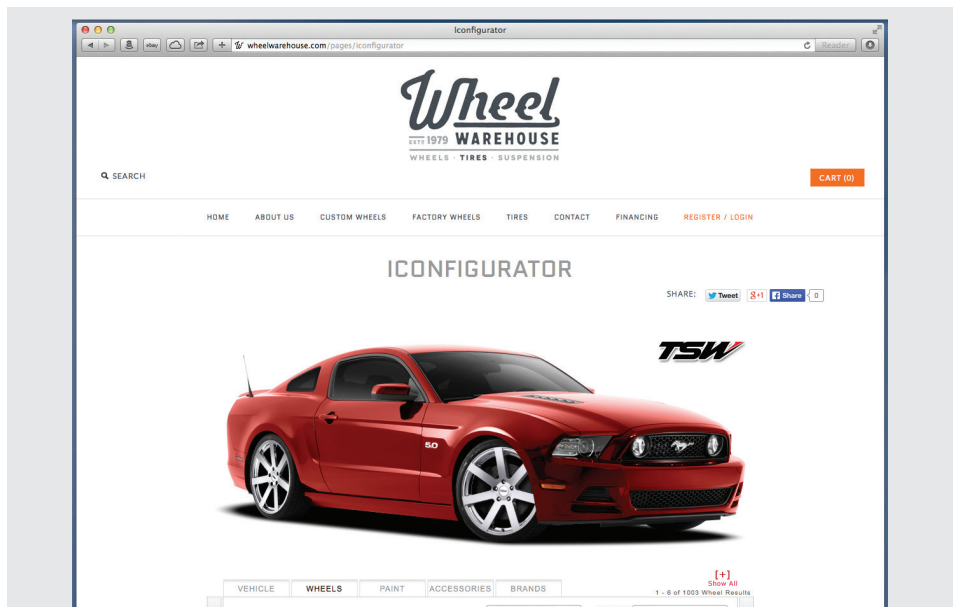 Iconfigurator
ebay
wheelwarehouse.com/pages/iconfigurator
Reader
Wheel
ESTD 1979 WAREHOUSE
WHEELS · TIRES · SUSPENSION
SEARCH
CART (0)
HOME ABOUT US CUSTOM WHEELS FACTORY WHEELS TIRES CONTACT FINANCING REGISTER / LOGIN
ICONFIGURATOR
SHARE: Tweet g+1 f Share 0
TSW
5.0
[+]
Show All
VEHICLE WHEELS PAINT ACCESSORIES BRANDS
1 - 6 of 1003 Wheel Results